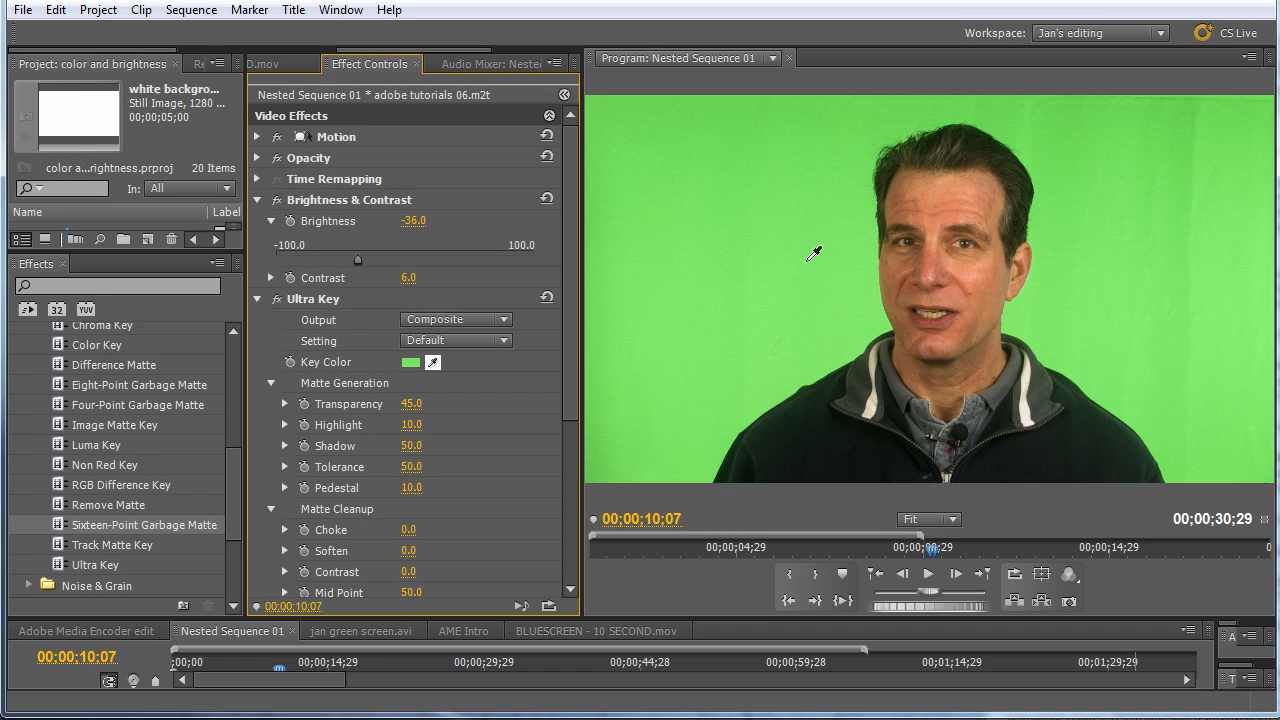 File Edit Project Clip Sequence Marker Title Window Help
Workspace: Jan's editing CS Live
Project: color and brightness
white backgro...
Still Image, 1280 ...
00;00;05;00
color a...rightness.prproj 20 Items
In: All
Name Label
Effects
32 YUV
Chroma Key
Color Key
Difference Matte
Eight-Point Garbage Matte
Four-Point Garbage Matte
Image Matte Key
Luma Key
Non Red Key
RGB Difference Key
Remove Matte
Sixteen-Point Garbage Matte
Track Matte Key
Ultra Key
Noise & Grain
D.mov Effect Controls Audio Mixer: Neste
Nested Sequence 01 * adobe tutorials 06.m2t
Video Effects
fx Motion
fx Opacity
fx Time Remapping
fx Brightness & Contrast
Brightness -36.0
-100.0 100.0
Contrast 6.0
fx Ultra Key
Output Composite
Setting Default
Key Color
Matte Generation
Transparency 45.0
Highlight 10.0
Shadow 50.0
Tolerance 50.0
Pedestal 10.0
Matte Cleanup
Choke 0.0
Soften 0.0
Contrast 0.0
Mid Point 50.0
00;00;10;07
Program: Nested Sequence 01
00;00;10;07 Fit 00;00;30;29
00;00;04;29 00;00;14;29 0
Adobe Media Encoder edit Nested Sequence 01 jan green screen.avi AME Intro BLUESCREEN - 10 SECOND.mov
00;00;10;07
;00;00 00;00;14;29 00;00;29;29 00;00;44;28 00;00;59;28 00;01;14;29 00;01;29;29
A
T